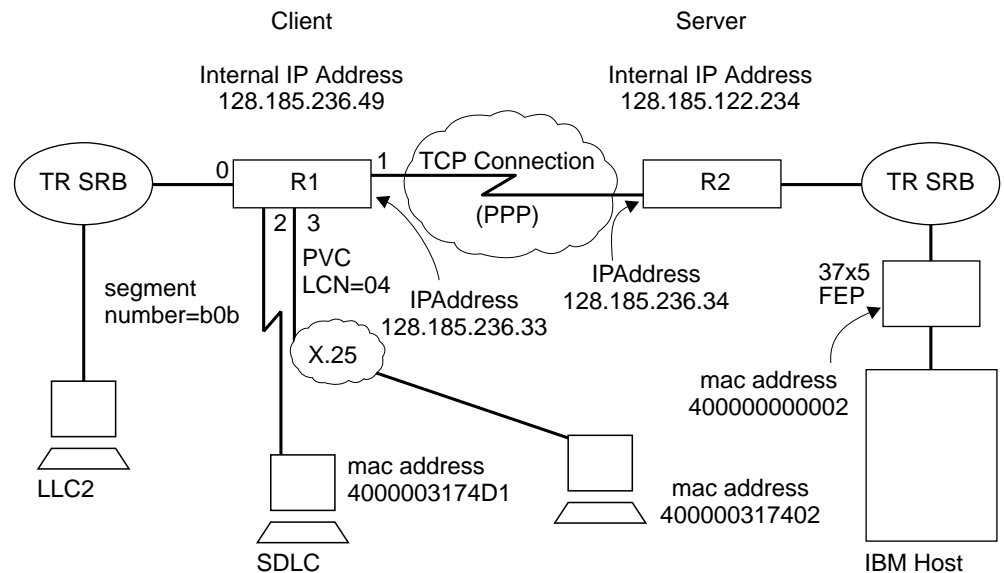 Client
Server
Internal IP Address
128.185.236.49
Internal IP Address
128.185.122.234
TR SRB
0
R1
1
TCP Connection
(PPP)
R2
TR SRB
2
3
PVC
LCN=04
segment
number=b0b
IPAddress
128.185.236.33
IPAddress
128.185.236.34
37x5
FEP
X.25
mac address
400000000002
LLC2
mac address
4000003174D1
SDLC
mac address
400000317402
IBM Host